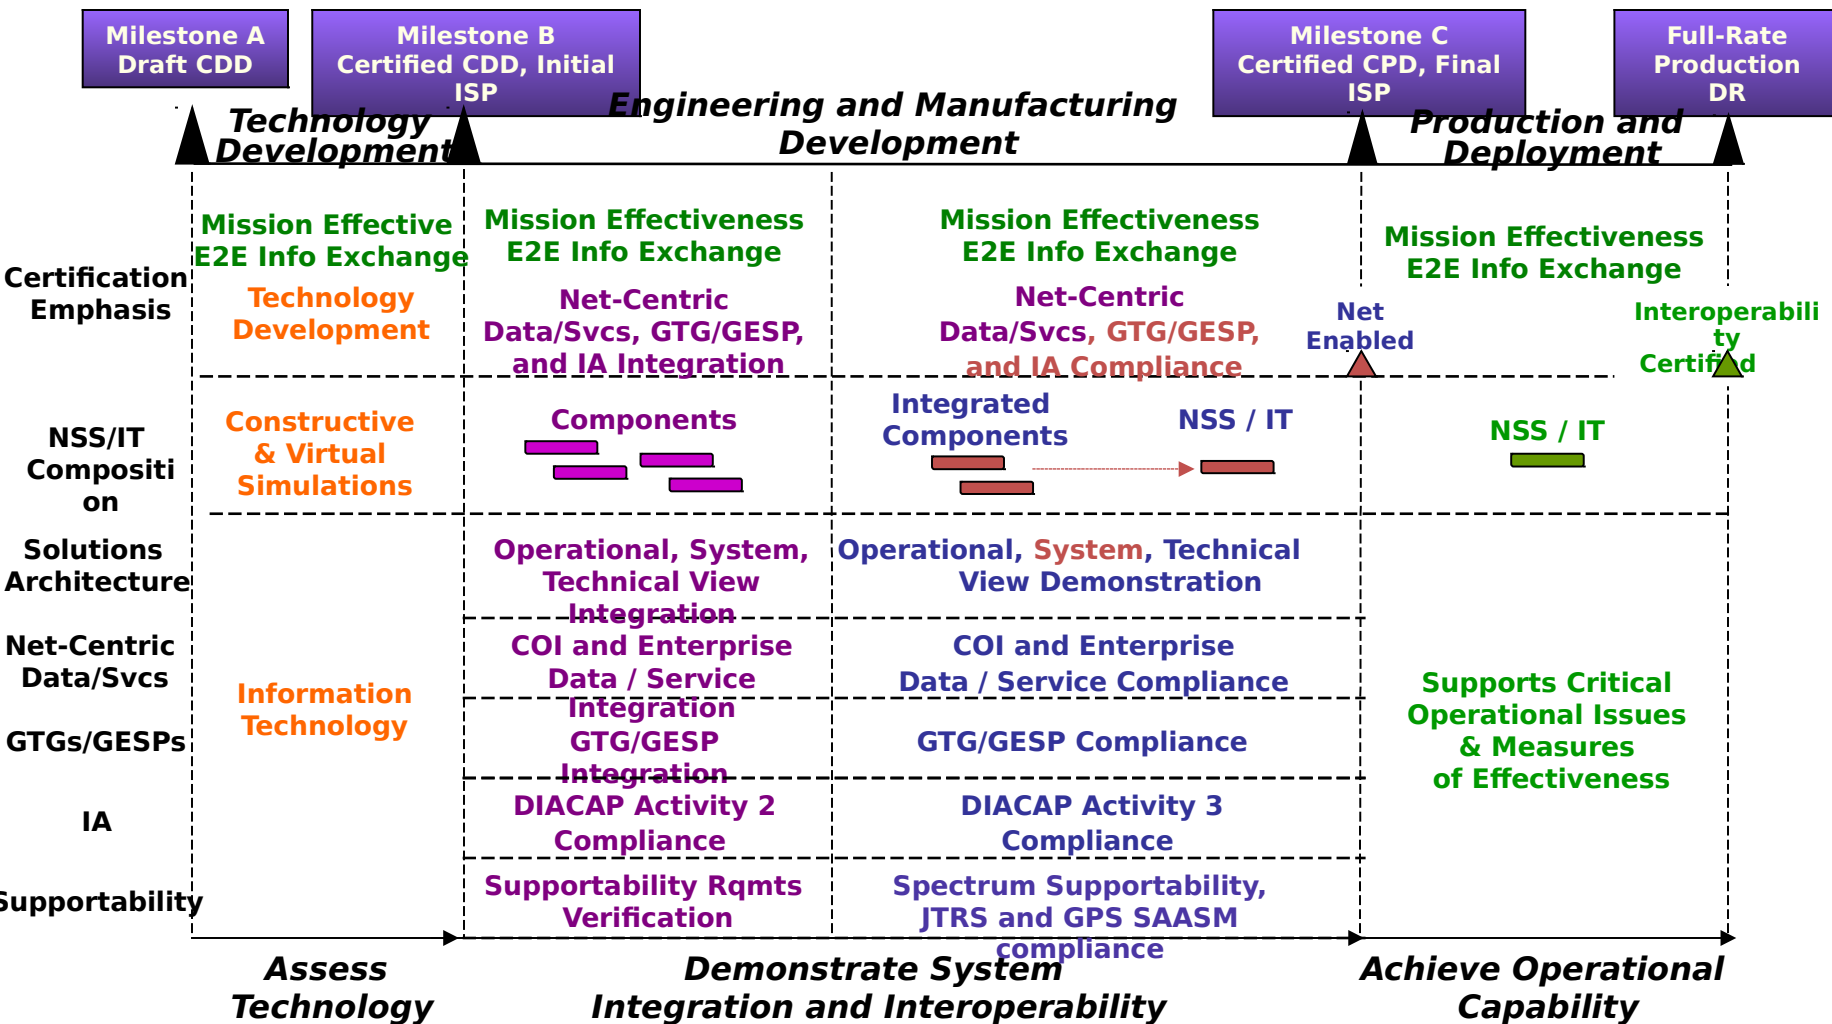 Milestone A
Draft CDD
Milestone B
Certified CDD, Initial
ISP
Milestone C
Certified CPD, Final
ISP
Full-Rate
Production
DR
Technology
Development
Engineering and Manufacturing
Development
Production and
Deployment
Certification
Emphasis
Mission Effective
E2E Info Exchange
Technology
Development
Mission Effectiveness
E2E Info Exchange
Net-Centric
Data/Svcs, GTG/GESP,
and IA Integration
Mission Effectiveness
E2E Info Exchange
Net-Centric
Data/Svcs, GTG/GESP,
and IA Compliance
Net
Enabled
Mission Effectiveness
E2E Info Exchange
Interoperabili
ty
Certified
NSS/IT
Compositi
on
Constructive
& Virtual
Simulations
Components
Integrated
Components
NSS / IT
NSS / IT
Solutions
Architecture
Operational, System,
Technical View
Integration
Operational, System, Technical
View Demonstration
Net-Centric
Data/Svcs
Information
Technology
COI and Enterprise
Data / Service
Integration
COI and Enterprise
Data / Service Compliance
Supports Critical
Operational Issues
& Measures
of Effectiveness
GTGs/GESPs
GTG/GESP
Integration
GTG/GESP Compliance
IA
DIACAP Activity 2
Compliance
DIACAP Activity 3
Compliance
Supportability
Supportability Rqmts
Verification
Spectrum Supportability,
JTRS and GPS SAASM
compliance
Assess
Technology
Demonstrate System
Integration and Interoperability
Achieve Operational
Capability